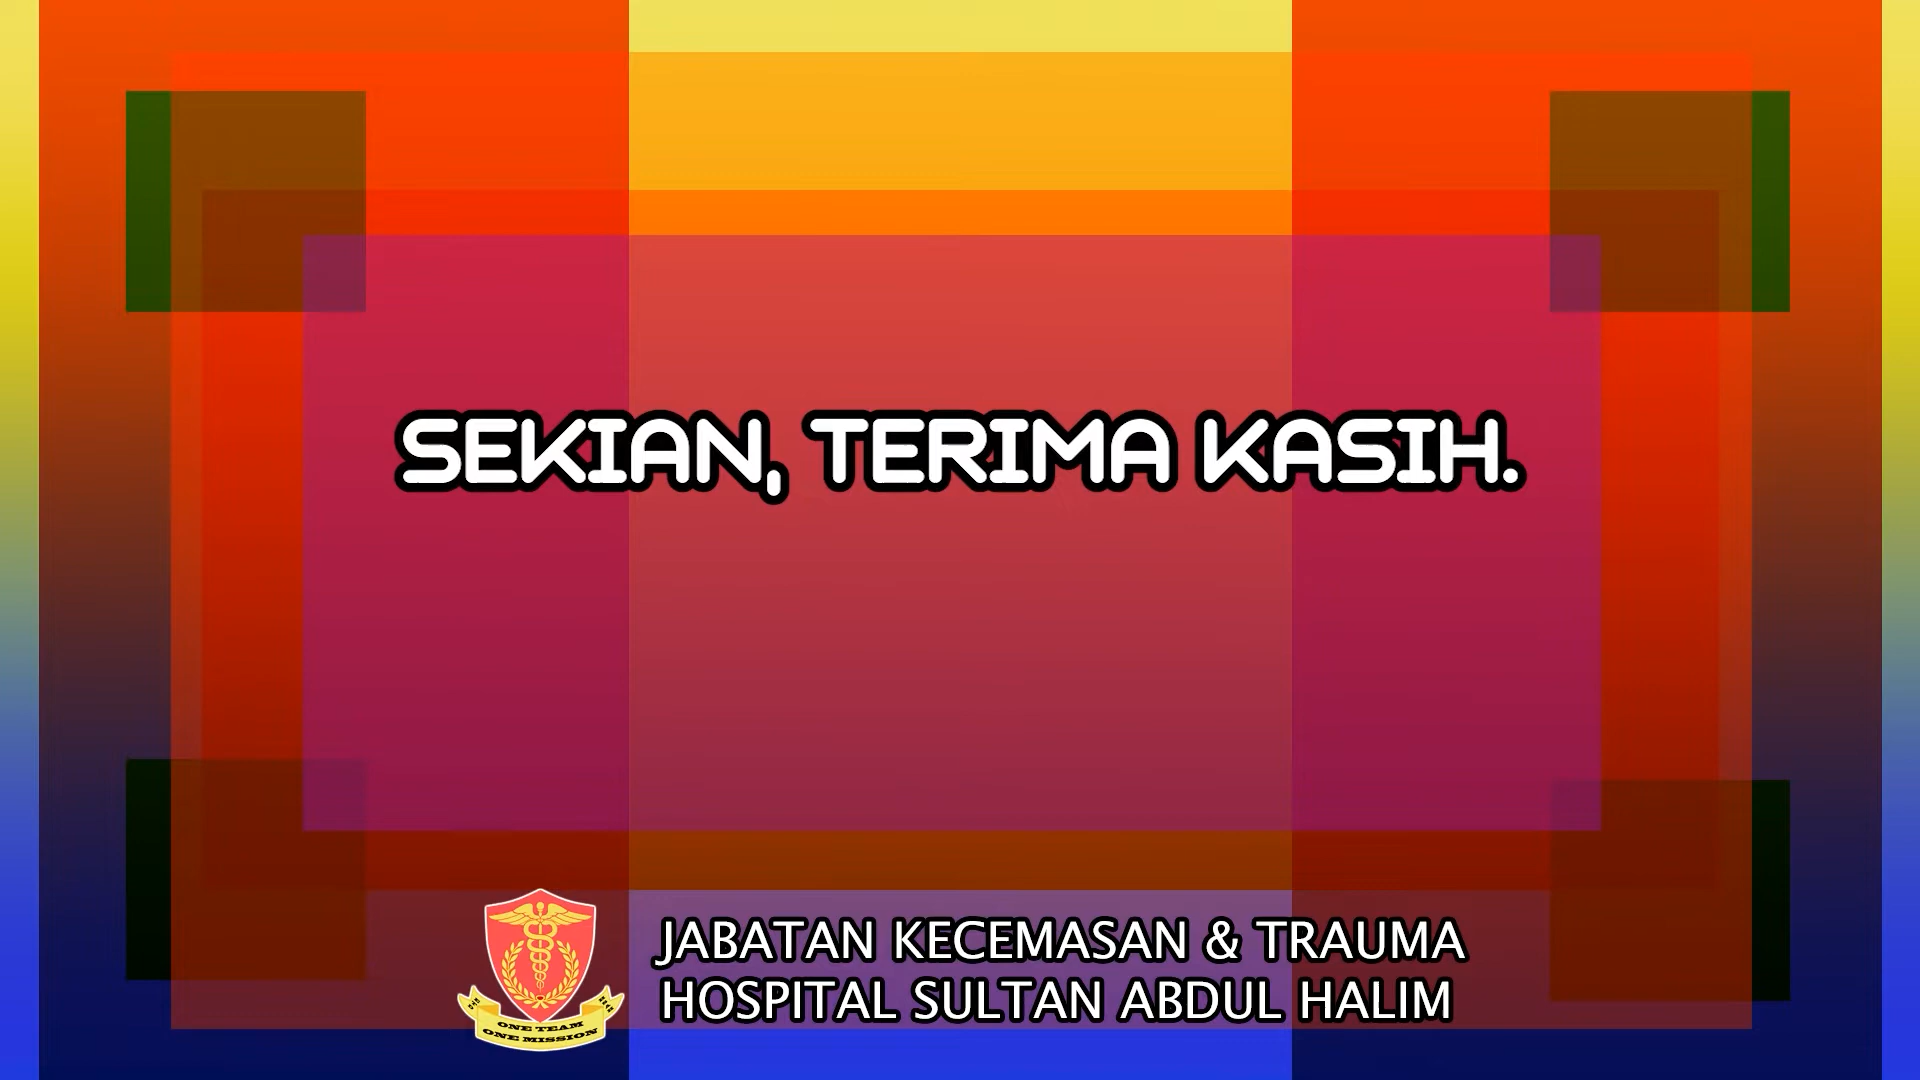 SEKIAN, TERIMA KASIH.
JABATAN KECEMASAN & TRAUMA
HOSPITAL SULTAN ABDUL HALIM
ONE TEAM
ONE MISSION